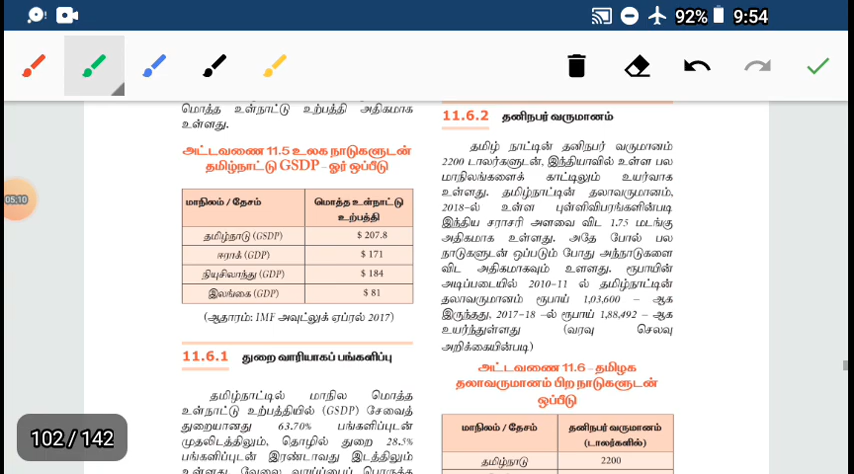 92% 9:54
மொத்த உள்நாட்டு உற்பத்தி அதிகமாக
உள்ளது.
அட்டவணை 11.5 உலக நாடுகளுடன்
தமிழ்நாட்டு GSDP – ஓர் ஒப்பீடு
மாநிலம் / தேசம் மொத்த உள்நாட்டு
உற்பத்தி
தமிழ்நாடு (GSDP) $ 207.8
ஈராக் (GDP) $ 171
நியுசிலாந்து (GDP) $ 184
இலங்கை (GDP) $ 81
(ஆதாரம்: IMF அவுட்லுக் ஏப்ரல் 2017)
11.6.1 துறை வாரியாகப் பங்களிப்பு
தமிழ்நாட்டில் மாநில மொத்த
உள்நாட்டு உற்பத்தியில் (GSDP) சேவைத்
துறையானது 63.70% பங்களிப்புடன்
முதலிடத்திலும், தொழில் துறை 28.5%
பங்களிப்புடன் இரண்டாவது இடத்திலும்
உள்ளது. வேலை வாய்ப்பைப் பொருத்த
11.6.2 தனிநபர் வருமானம்
தமிழ் நாட்டின் தனிநபர் வருமானம்
2200 டாலர்களுடன், இந்தியாவில் உள்ள பல
மாநிலங்களைக் காட்டிலும் உயர்வாக
உள்ளது. தமிழ்நாட்டின் தலாவருமானம்,
2018–ல் உள்ள புள்ளிவிபரங்களின்படி
இந்திய சராசரி அளவை விட 1.75 மடங்கு
அதிகமாக உள்ளது. அதே போல் பல
நாடுகளுடன் ஒப்படும் போது அந்நாடுகளை
விட அதிகமாகவும் உளளது. ரூபாயின்
அடிப்படையில் 2010-11 ல் தமிழ்நாட்டின்
தலாவருமானம் ரூபாய் 1,03,600 – ஆக
இருந்தது, 2017-18 –ல் ரூபாய் 1,88,492 – ஆக
உயர்ந்துள்ளது (வரவு செலவு
அறிக்கையின்படி)
அட்டவணை 11.6 – தமிழக
தலாவருமானம் பிற நாடுகளுடன்
ஒப்பீடு
மாநிலம் / தேசம் தனிநபர் வருமானம்
(டாலர்களில்)
தமிழ்நாடு 2200
05:10
102 / 142